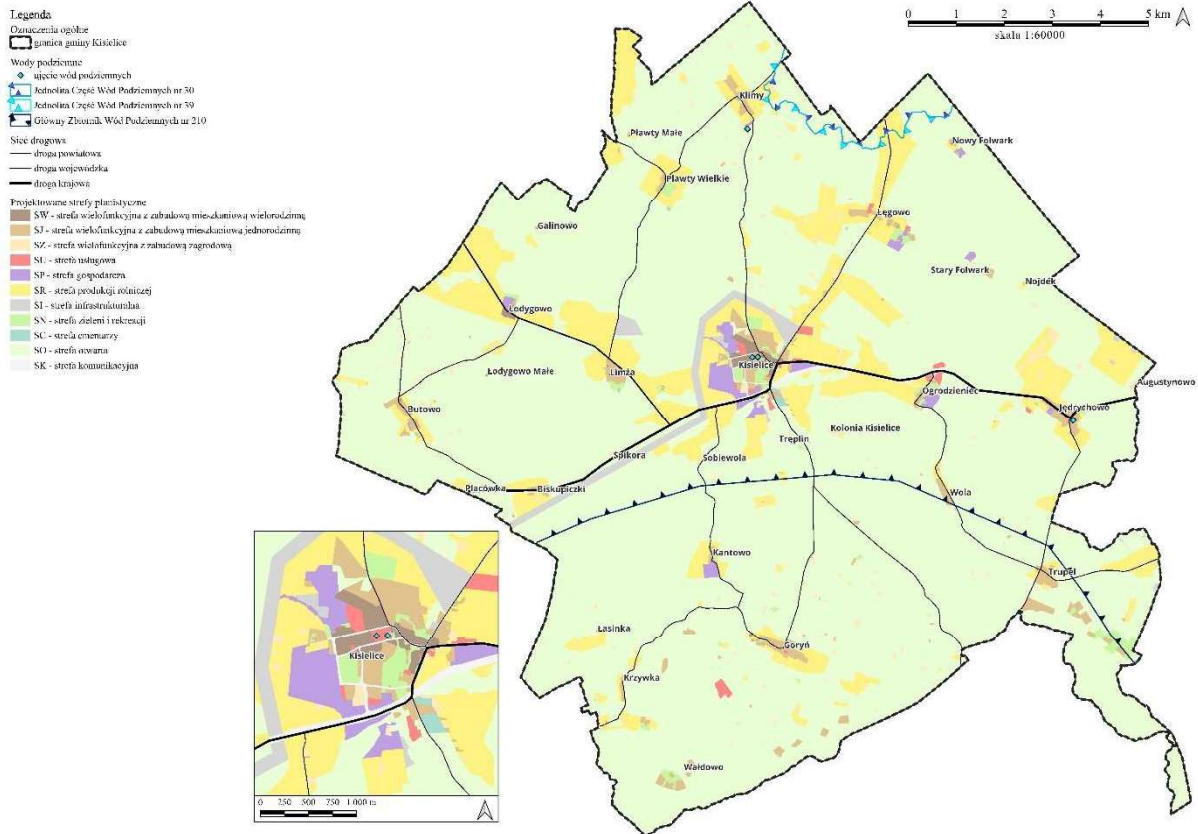 Legenda
Oznaczenia ogólne
granica gminy Kisielice
Wody podziemne
ujęcie wód podziemnych
Jednolita Część Wód Podziemnych nr 30
Jednolita Część Wód Podziemnych nr 39
Główny Zbiornik Wód Podziemnych nr 210
Sieć drogowa
droga powiatowa
droga wojewódzka
droga krajowa
Projektowane strefy planistyczne
SW - strefa wielofunkcyjna z zabudową mieszkaniową wielorodzinną
SJ - strefa wielofunkcyjna z zabudową mieszkaniową jednorodzinną
SZ - strefa wielofunkcyjna z zabudową zagrodową
SU - strefa usługowa
SP - strefa gospodarcza
SR - strefa produkcji rolniczej
SI - strefa infrastrukturalna
SN - strefa zieleni i rekreacji
SC - strefa cmentarzy
SO - strefa otwarta
SK - strefa komunikacyjna
0 1 2 3 4 5 km
skala 1:60000
Klimy
Pławty Małe
Nowy Folwark
Pławty Wielkie
Łęgowo
Galinowo
Stary Folwark
Nojdek
Łodygowo
Kisielice
Łodygowo Małe
Limża
Augustynowo
Ogrodzieniec
Butowo
Jędrychowo
Kolonia Kisielice
Tręplin
Spikora
Sobiewola
Placówka
Biskupiczki
Wola
Kantowo
Trupel
Łasinka
Goryń
Krzywka
Wałdowo
Kisielice
0 250 500 750 1 000 m